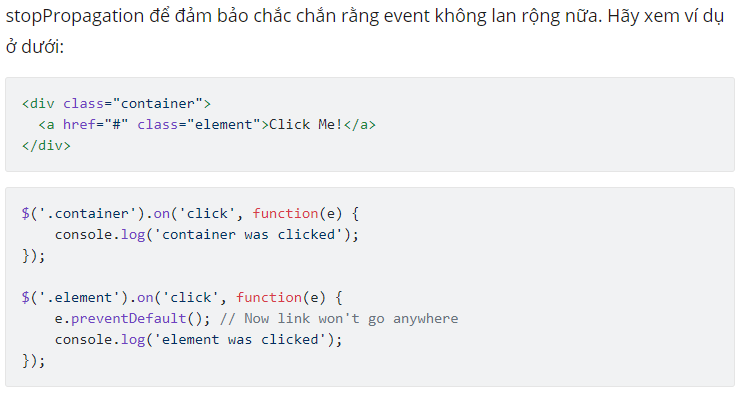 stopPropagation để đảm bảo chắc chắn rằng event không lan rộng nữa. Hãy xem ví dụ
ở dưới:
<div class="container">
  <a href="#" class="element">Click Me!</a>
</div>
$('.container').on('click', function(e) {
    console.log('container was clicked');
});
$('.element').on('click', function(e) {
    e.preventDefault(); // Now link won't go anywhere
    console.log('element was clicked');
});